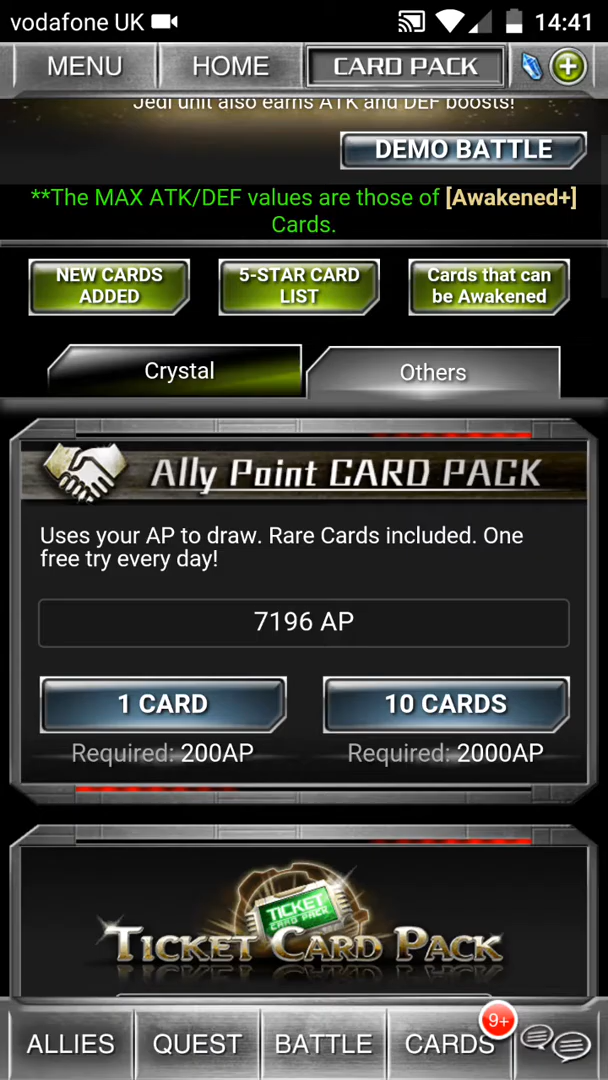 vodafone UK 14:41
MENU HOME CARD PACK
Jedi unit also earns ATK and DEF boosts!
DEMO BATTLE
**The MAX ATK/DEF values are those of [Awakened+]
Cards.
NEW CARDS
ADDED
5-STAR CARD
LIST
Cards that can
be Awakened
Crystal Others
Ally Point CARD PACK
Uses your AP to draw. Rare Cards included. One
free try every day!
7196 AP
1 CARD 10 CARDS
Required: 200AP Required: 2000AP
TICKET
CARD PACK
TICKET CARD PACK
9+
ALLIES QUEST BATTLE CARDS